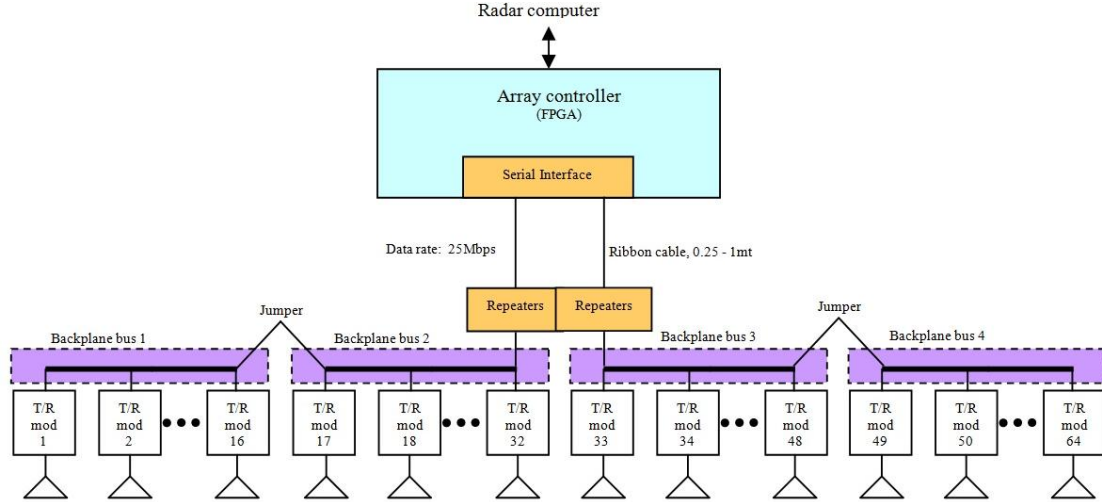 Radar computer
Array controller
(FPGA)
Serial Interface
Data rate:  25Mbps
Ribbon cable, 0.25 - 1mt
Repeaters
Repeaters
Jumper
Jumper
Backplane bus 1
Backplane bus 2
Backplane bus 3
Backplane bus 4
T/R
mod
1
T/R
mod
2
T/R
mod
16
T/R
mod
17
T/R
mod
18
T/R
mod
32
T/R
mod
33
T/R
mod
34
T/R
mod
48
T/R
mod
49
T/R
mod
50
T/R
mod
64